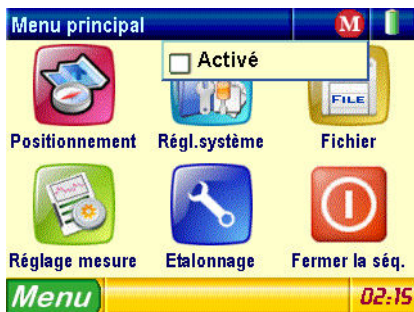 Menu principal M
Activé
FILE
Positionnement Régl.système Fichier
Réglage mesure Etalonnage Fermer la séq.
Menu 02:15